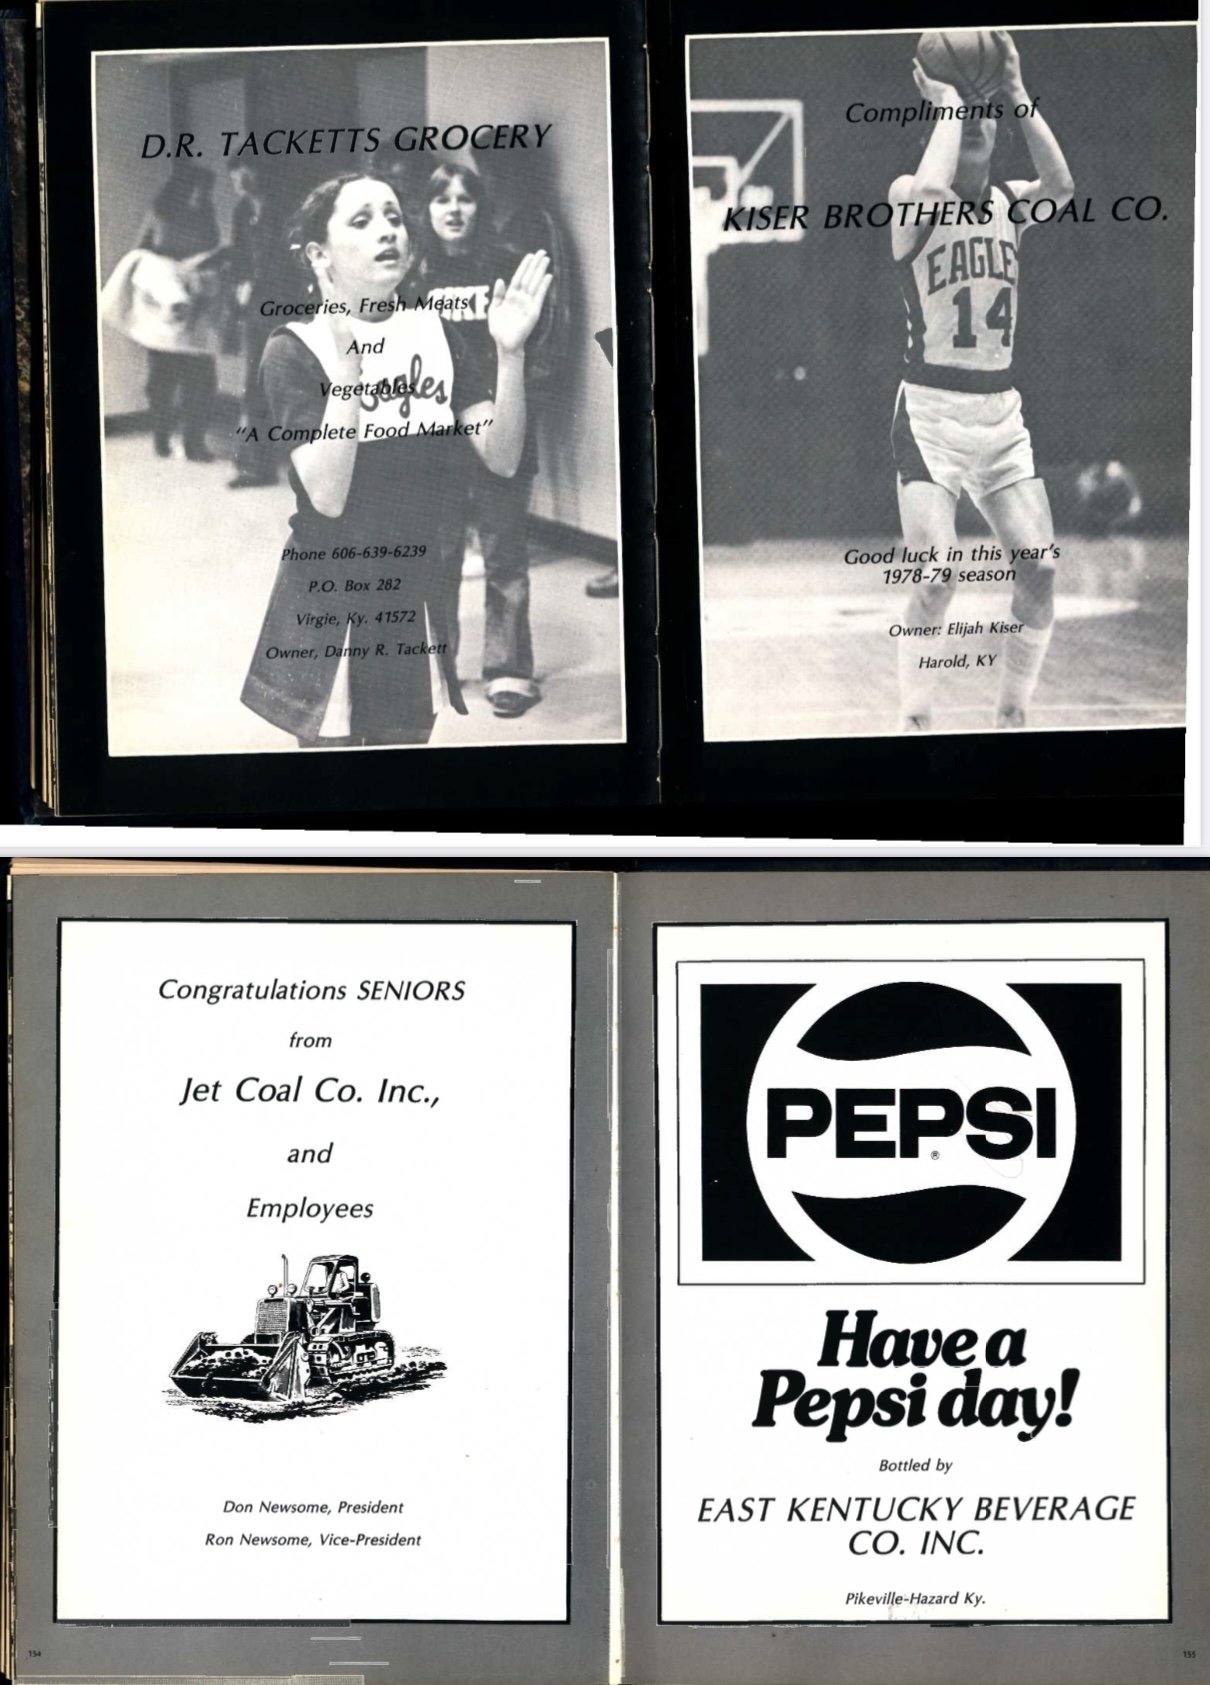 D.R. TACKETTS GROCERY
Groceries, Fresh Meats
And
Vegetables
"A Complete Food Market"
Eagles
Phone 606-639-6239
P.O. Box 282
Virgie, Ky. 41572
Owner, Danny R. Tackett
Compliments of
KISER BROTHERS COAL CO.
EAGLE
14
Good luck in this year's
1978-79 season
Owner: Elijah Kiser
Harold, KY
Congratulations SENIORS
from
Jet Coal Co. Inc.,
and
Employees
Don Newsome, President
Ron Newsome, Vice-President
154
PEPSI
®
Have a
Pepsi day!
Bottled by
EAST KENTUCKY BEVERAGE
CO. INC.
Pikeville-Hazard Ky.
155